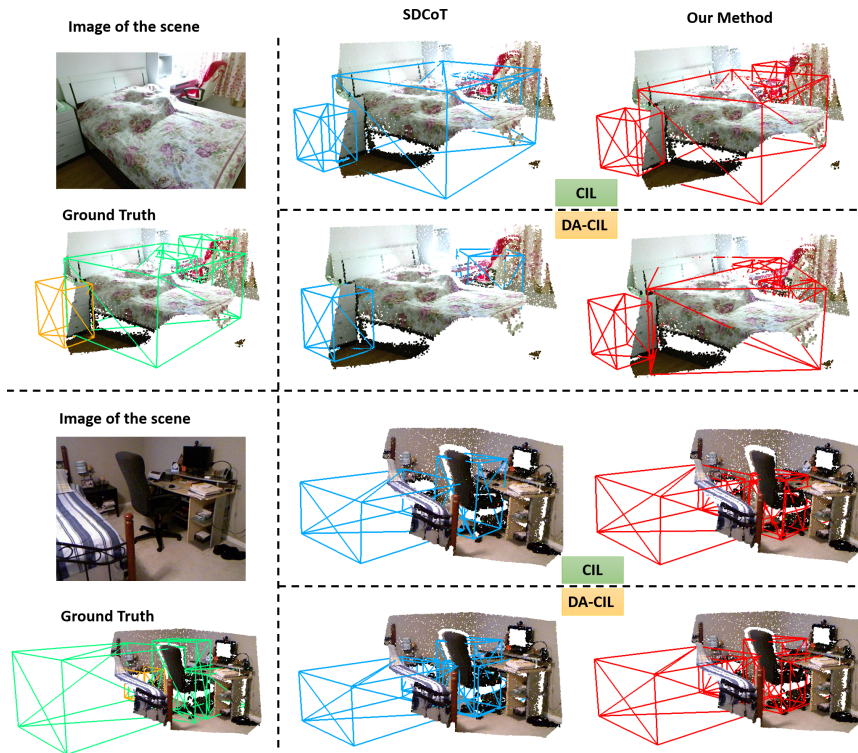 Image of the scene
SDCoT
Our Method
CIL
DA-CIL
Ground Truth
Image of the scene
CIL
DA-CIL
Ground Truth